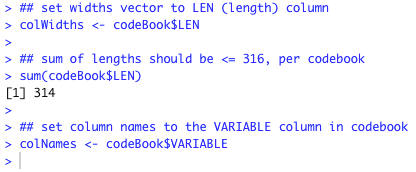 > ## set widths vector to LEN (length) column
> colWidths <- codeBook$LEN
>
> ## sum of lengths should be <= 316, per codebook
> sum(codeBook$LEN)
[1] 314
>
> ## set column names to the VARIABLE column in codebook
> colNames <- codeBook$VARIABLE
>